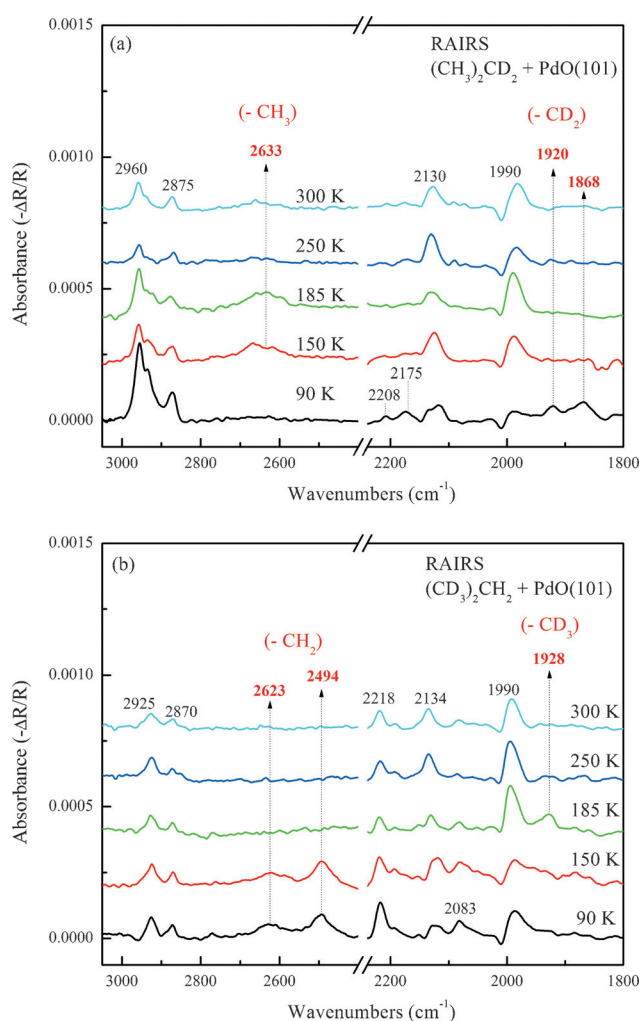 0.0015
(a)
RAIRS
(CH3)2CD2 + PdO(101)
(- CH3)
(- CD2)
0.0010
2960
2875
2633
2130
1990
1920
1868
300 K
250 K
0.0005
185 K
150 K
90 K
2208
2175
0.0000
3000 2800 2600 2200 2000 1800
Wavenumbers (cm-1)
Absorbance (-ΔR/R)
0.0015
(b)
RAIRS
(CD3)2CH2 + PdO(101)
(- CH2)
(- CD3)
0.0010
2925
2870
2623
2494
2218
2134
1990
1928
300 K
250 K
0.0005
185 K
150 K
2083
90 K
0.0000
3000 2800 2600 2200 2000 1800
Wavenumbers (cm-1)
Absorbance (-ΔR/R)